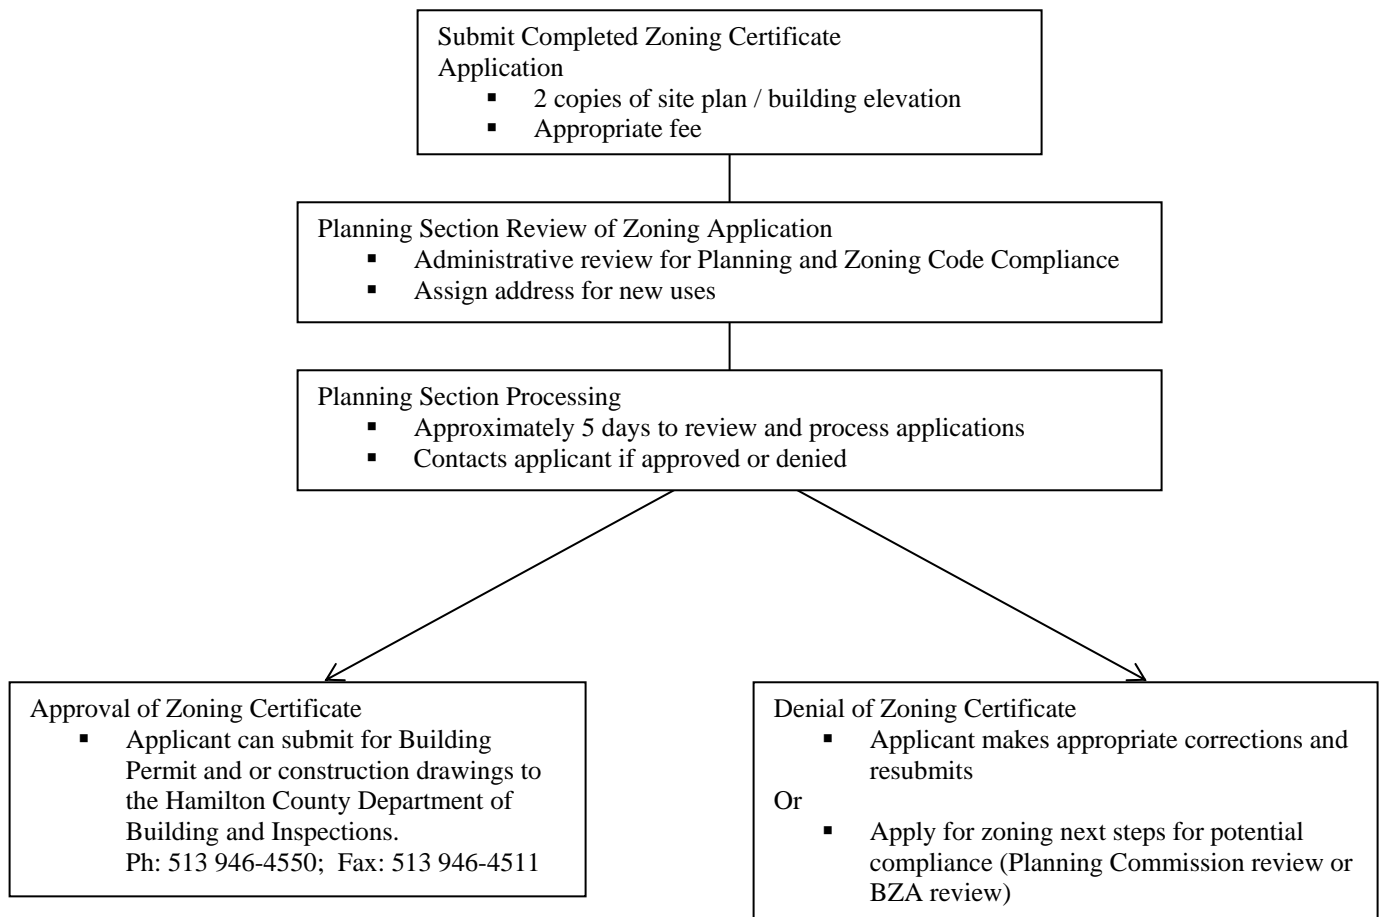 Submit Completed Zoning Certificate
Application
▪ 2 copies of site plan / building elevation
▪ Appropriate fee
Planning Section Review of Zoning Application
▪ Administrative review for Planning and Zoning Code Compliance
▪ Assign address for new uses
Planning Section Processing
▪ Approximately 5 days to review and process applications
▪ Contacts applicant if approved or denied
Approval of Zoning Certificate
▪ Applicant can submit for Building
Permit and or construction drawings to
the Hamilton County Department of
Building and Inspections.
Ph: 513 946-4550; Fax: 513 946-4511
Denial of Zoning Certificate
▪ Applicant makes appropriate corrections and
resubmits
Or
▪ Apply for zoning next steps for potential
compliance (Planning Commission review or
BZA review)